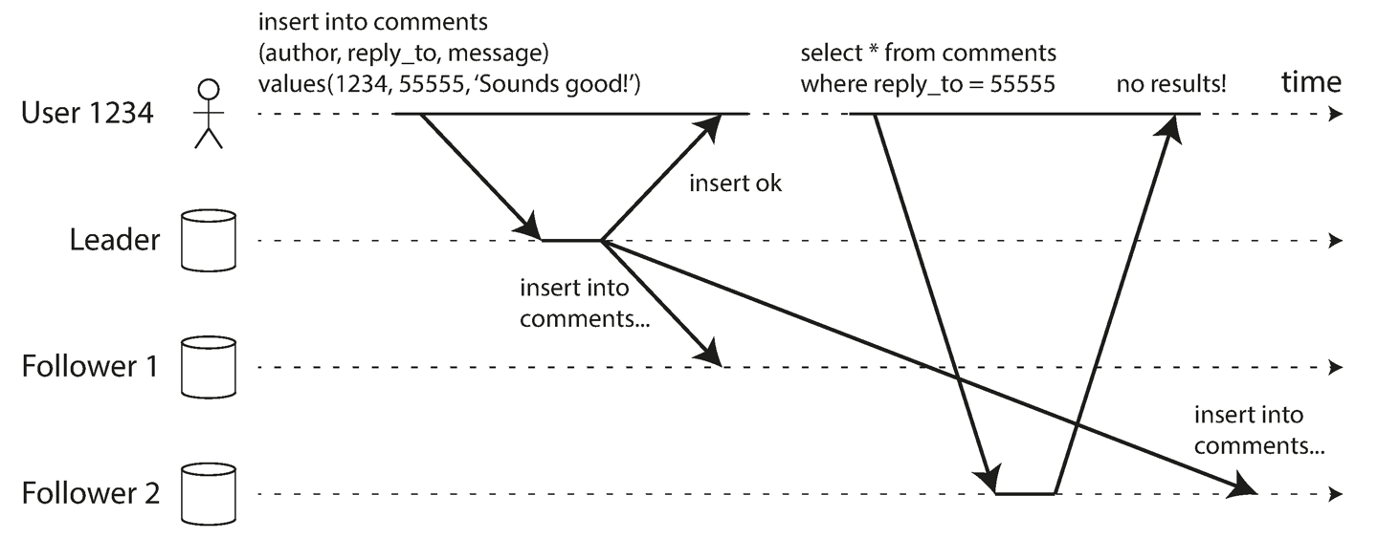 insert into comments
(author, reply_to, message)
values(1234, 55555, ‘Sounds good!’)
select * from comments
where reply_to = 55555
no results!
time
User 1234
insert ok
Leader
insert into
comments...
Follower 1
insert into
comments...
Follower 2